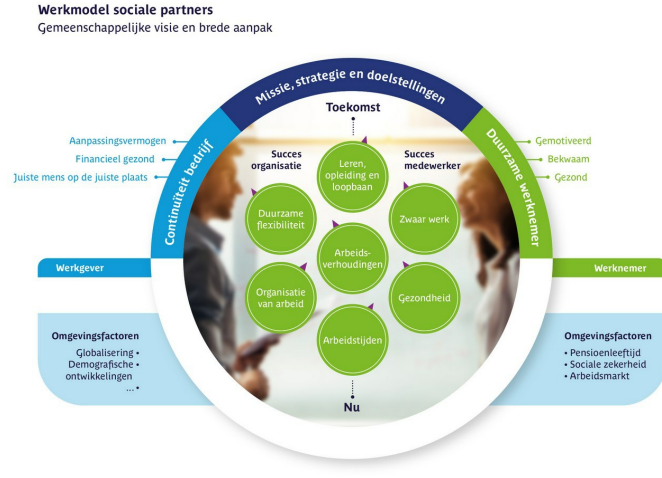 Werkmodel sociale partners
Gemeenschappelijke visie en brede aanpak
Missie, strategie en doelstellingen
Continuïteit bedrijf
Duurzame werknemer
Toekomst
Aanpassingsvermogen
Financieel gezond
Juiste mens op de juiste plaats
Gemotiveerd
Bekwaam
Gezond
Succes
organisatie
Succes
medewerker
Leren,
opleiding en
loopbaan
Duurzame
flexibiliteit
Zwaar werk
Arbeids-
verhoudingen
Organisatie
van arbeid
Gezondheid
Arbeidstijden
Nu
Werkgever
Werknemer
Omgevingsfactoren
Globalisering •
Demografische •
ontwikkelingen
... •
Omgevingsfactoren
• Pensioenleeftijd
• Sociale zekerheid
• Arbeidsmarkt